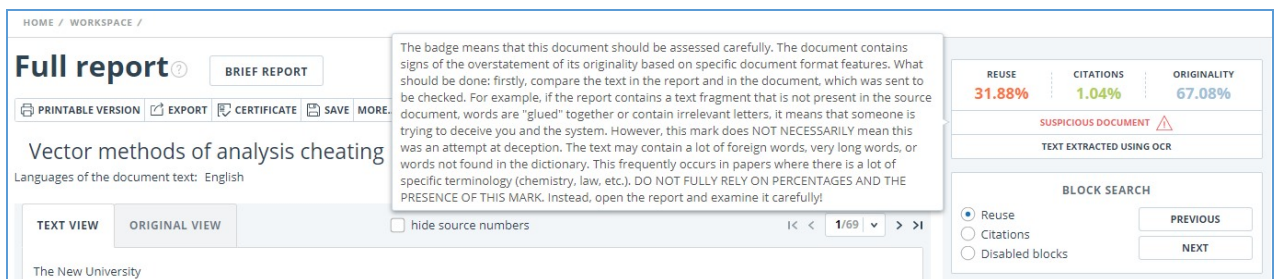 HOME / WORKSPACE /
Full report
BRIEF REPORT
PRINTABLE VERSION EXPORT CERTIFICATE SAVE MORE.
Vector methods of analysis cheating
Languages of the document text: English
The badge means that this document should be assessed carefully. The document contains
signs of the overstatement of its originality based on specific document format features. What
should be done: firstly, compare the text in the report and in the document, which was sent to
be checked. For example, if the report contains a text fragment that is not present in the source
document, words are "glued" together or contain irrelevant letters, it means that someone is
trying to deceive you and the system. However, this mark does NOT NECESSARILY mean this
was an attempt at deception. The text may contain a lot of foreign words, very long words, or
words not found in the dictionary. This frequently occurs in papers where there is a lot of
specific terminology (chemistry, law, etc.). DO NOT FULLY RELY ON PERCENTAGES AND THE
PRESENCE OF THIS MARK. Instead, open the report and examine it carefully!
REUSE CITATIONS ORIGINALITY
31.88% 1.04% 67.08%
SUSPICIOUS DOCUMENT
TEXT EXTRACTED USING OCR
TEXT VIEW ORIGINAL VIEW
hide source numbers
1/69
The New University
BLOCK SEARCH
Reuse
Citations
Disabled blocks
PREVIOUS
NEXT